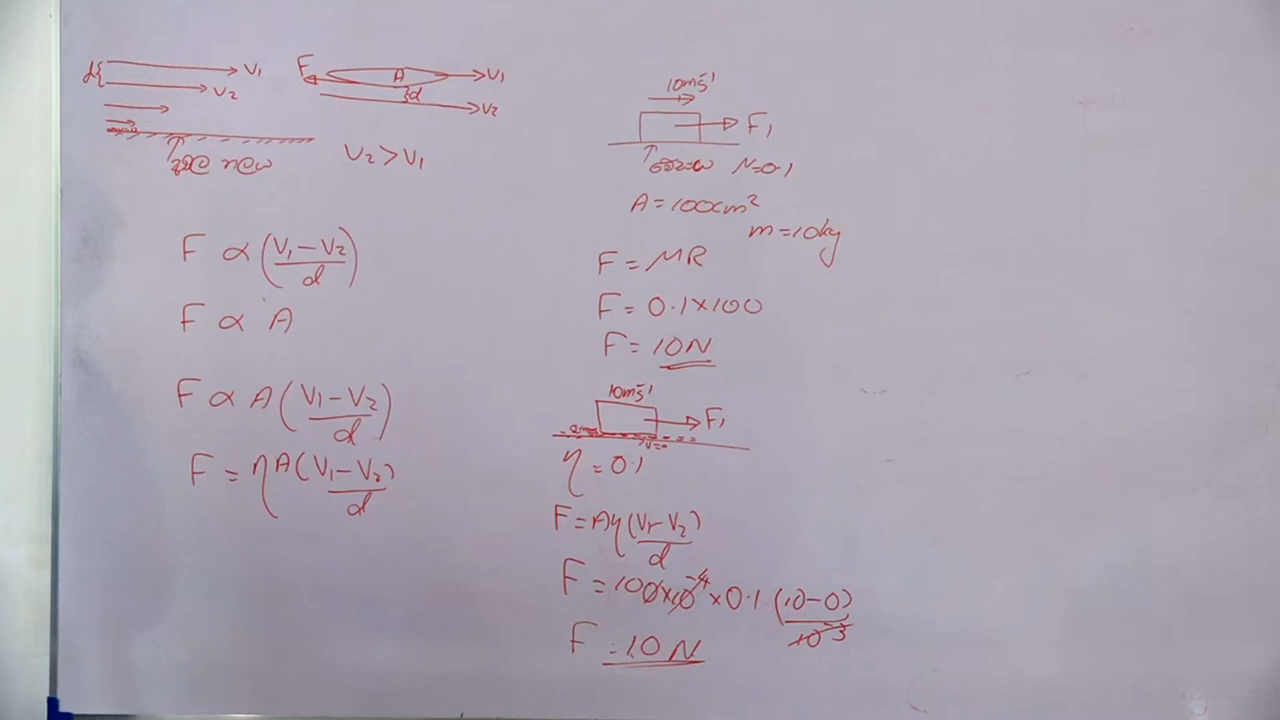 d{ V₁
V₂
F A V₁
d
V₂
V₂ > V₁
F ∝ (V₁ - V₂ / d)
F ∝ A
F ∝ A (V₁ - V₂ / d)
F = ηA (V₁ - V₂) / d
10ms⁻¹
F₁
μ=0.1
A = 100cm²
m=10kg
F = μR
F = 0.1×100
F = 10N
10ms⁻¹
F₁
η = 0.1
F = Aη (V₁-V₂) / d
F = 100×10⁻⁴ × 0.1 (10-0) / 10⁻³
F = 10 N